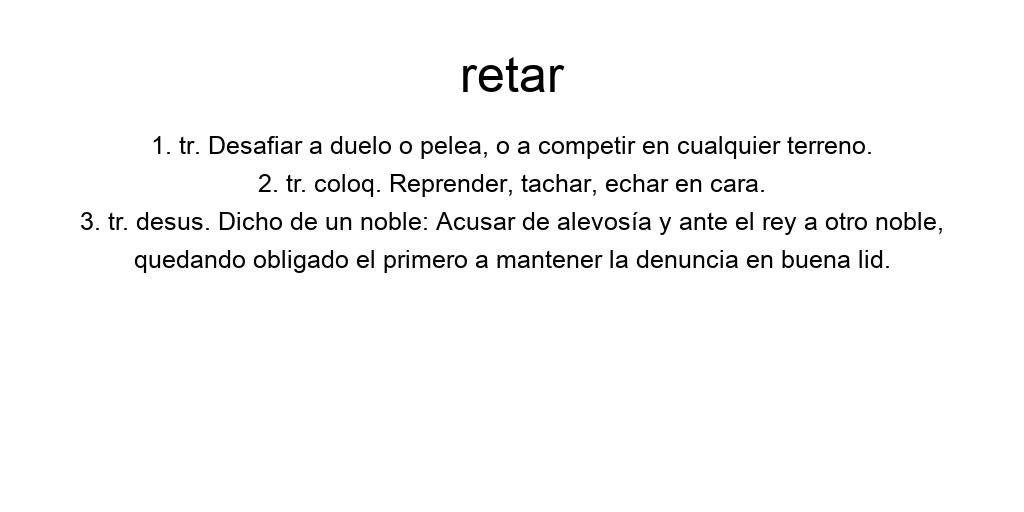 retar
1. tr. Desafiar a duelo o pelea, o a competir en cualquier terreno.
2. tr. coloq. Reprender, tachar, echar en cara.
3. tr. desus. Dicho de un noble: Acusar de alevosía y ante el rey a otro noble,
quedando obligado el primero a mantener la denuncia en buena lid.